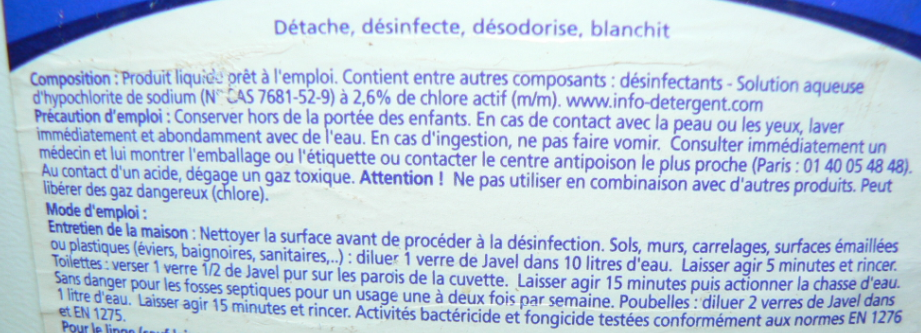 Détache, désinfecte, désodorise, blanchit
Composition : Produit liquide prêt à l'emploi. Contient entre autres composants : désinfectants - Solution aqueuse
d'hypochlorite de sodium (N° CAS 7681-52-9) à 2,6% de chlore actif (m/m). www.info-detergent.com
Précaution d'emploi : Conserver hors de la portée des enfants. En cas de contact avec la peau ou les yeux, laver
immédiatement et abondamment avec de l'eau. En cas d'ingestion, ne pas faire vomir. Consulter immédiatement un
médecin et lui montrer l'emballage ou l'étiquette ou contacter le centre antipoison le plus proche (Paris : 01 40 05 48 48).
Au contact d'un acide, dégage un gaz toxique. Attention ! Ne pas utiliser en combinaison avec d'autres produits. Peut
libérer des gaz dangereux (chlore).
Mode d'emploi :
Entretien de la maison : Nettoyer la surface avant de procéder à la désinfection. Sols, murs, carrelages, surfaces émaillées
ou plastiques (éviers, baignoires, sanitaires,..) : diluer 1 verre de Javel dans 10 litres d'eau. Laisser agir 5 minutes et rincer.
Toilettes : verser 1 verre 1/2 de Javel pur sur les parois de la cuvette. Laisser agir 15 minutes puis actionner la chasse d'eau.
Sans danger pour les fosses septiques pour un usage une à deux fois par semaine. Poubelles : diluer 2 verres de Javel dans
1 litre d'eau. Laisser agir 15 minutes et rincer. Activités bactéricide et fongicide testées conformément aux normes EN 1276
et EN 1275.
Pour le linge